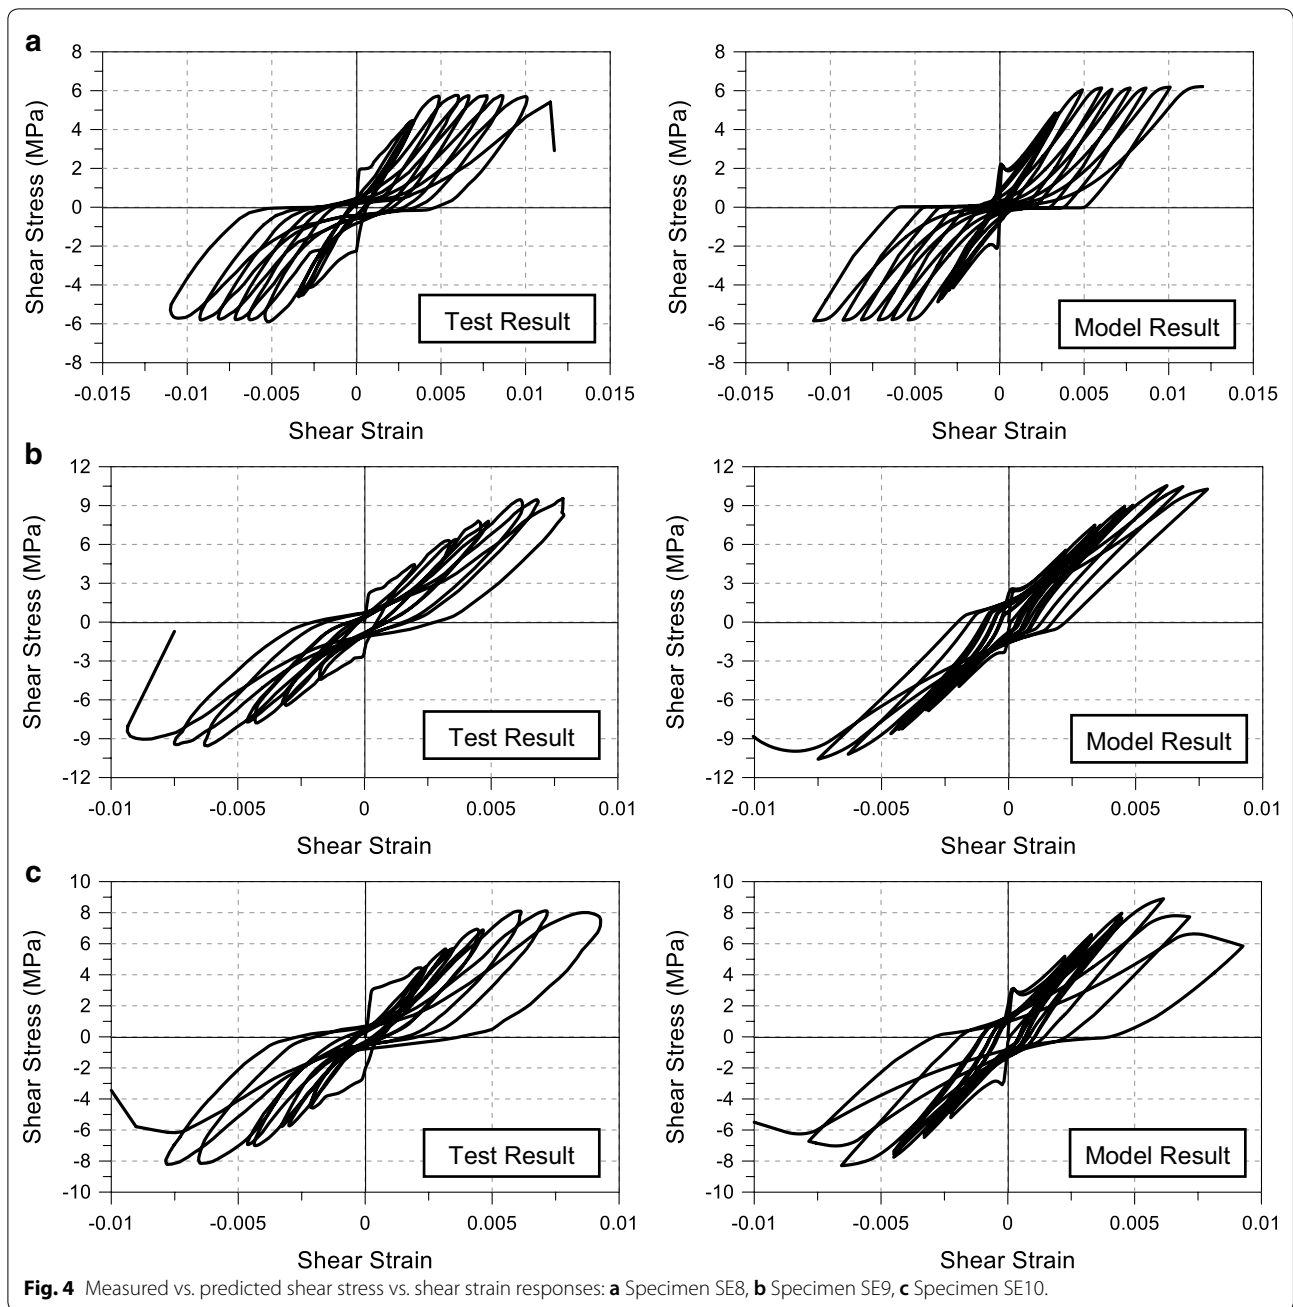 a
8
6
4
2
0
-2
-4
-6
-8
Shear Stress (MPa)
-0.015 -0.01 -0.005 0 0.005 0.01 0.015
Shear Strain
Test Result
8
6
4
2
0
-2
-4
-6
-8
Shear Stress (MPa)
-0.015 -0.01 -0.005 0 0.005 0.01 0.015
Shear Strain
Model Result
b
12
9
6
3
0
-3
-6
-9
-12
Shear Stress (MPa)
-0.01 -0.005 0 0.005 0.01
Shear Strain
Test Result
12
9
6
3
0
-3
-6
-9
-12
Shear Stress (MPa)
-0.01 -0.005 0 0.005 0.01
Shear Strain
Model Result
c
10
8
6
4
2
0
-2
-4
-6
-8
-10
Shear Stress (MPa)
-0.01 -0.005 0 0.005 0.01
Shear Strain
Test Result
10
8
6
4
2
0
-2
-4
-6
-8
-10
Shear Stress (MPa)
-0.01 -0.005 0 0.005 0.01
Shear Strain
Model Result
Fig. 4 Measured vs. predicted shear stress vs shear strain responses: a Specimen SE8, b Specimen SE9, c Specimen SE10.